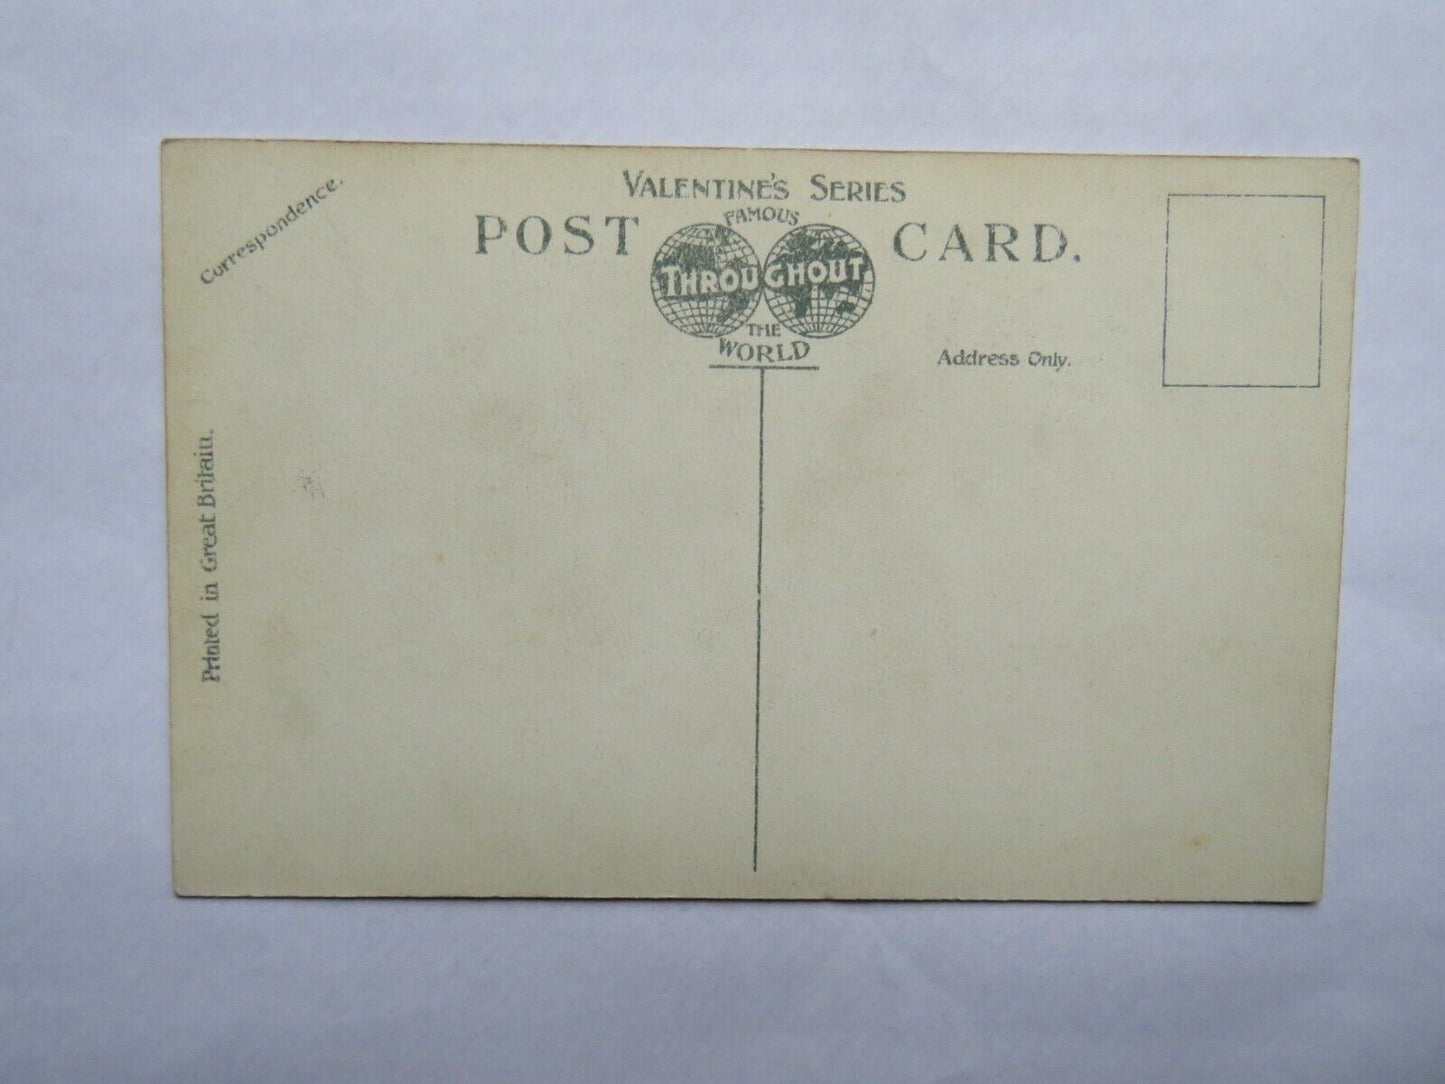 VALENTINE'S SERIES
FAMOUS
POST CARD.
THROUGHOUT
THE
WORLD
Correspondence.
Address Only.
Printed in Great Britain.